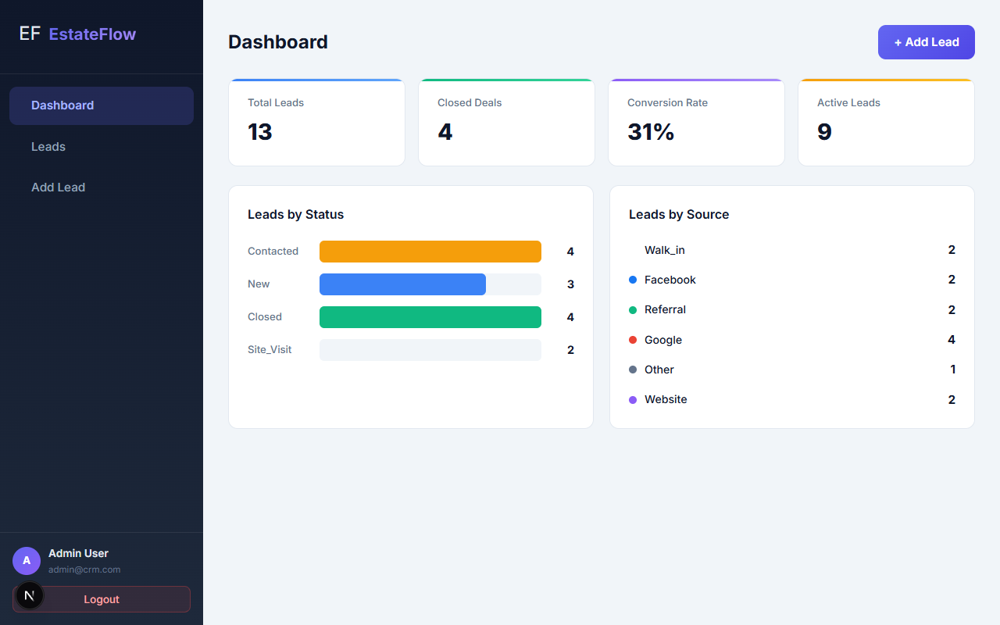 EF EstateFlow
Dashboard
Leads
Add Lead
A
Admin User
admin@crm.com
N
Logout
Dashboard
+ Add Lead
Total Leads
13
Closed Deals
4
Conversion Rate
31%
Active Leads
9
Leads by Status
Contacted 4
New 3
Closed 4
Site_Visit 2
Leads by Source
Walk_in 2
Facebook 2
Referral 2
Google 4
Other 1
Website 2